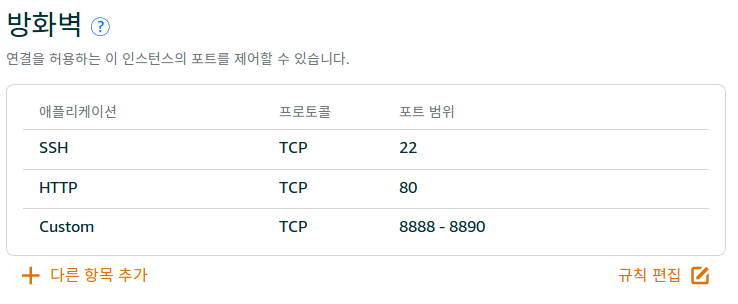 방화벽 ?
연결을 허용하는 이 인스턴스의 포트를 제어할 수 있습니다.
애플리케이션 프로토콜 포트 범위
SSH TCP 22
HTTP TCP 80
Custom TCP 8888 - 8890
+ 다른 항목 추가 규칙 편집